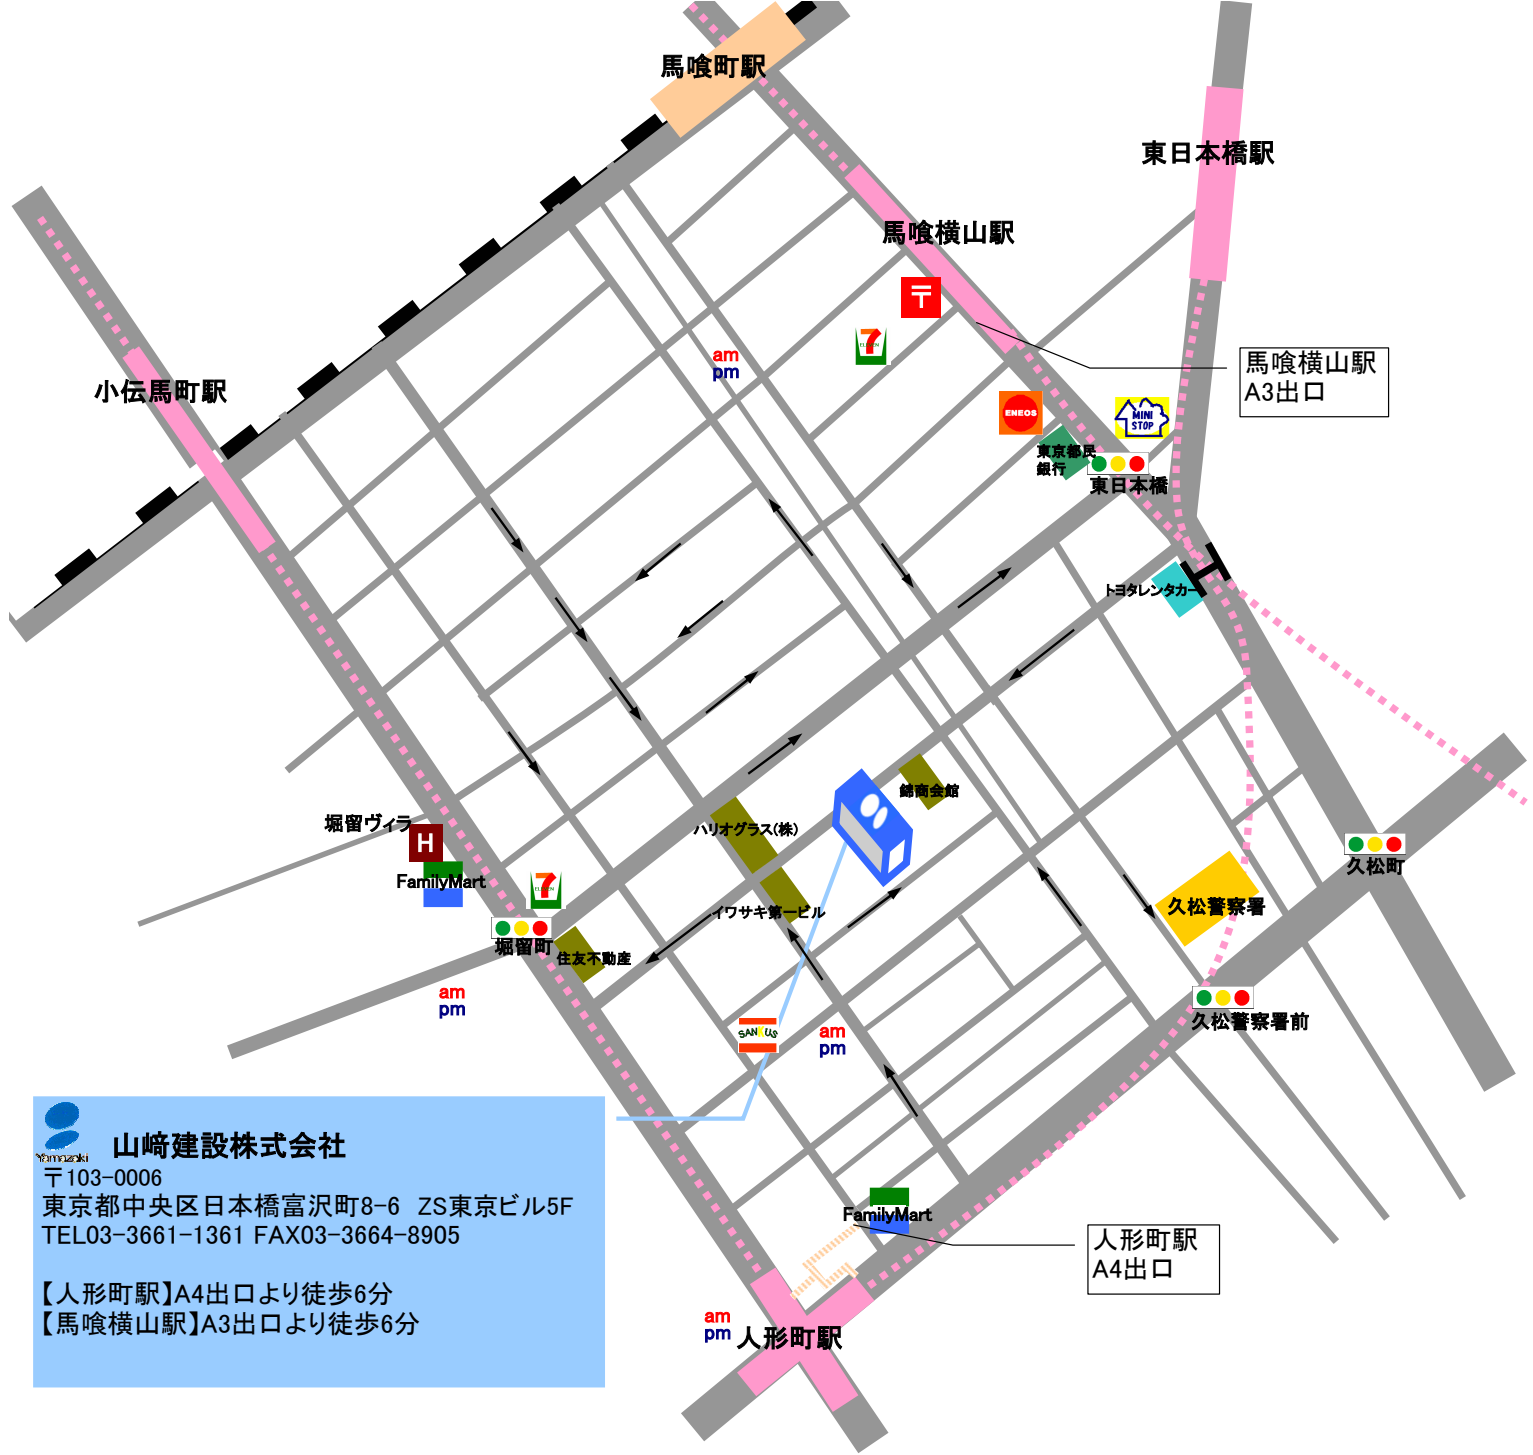 馬喰町駅
東日本橋駅
馬喰横山駅
〒
ELEVEN
am
pm
馬喰横山駅
A3出口
小伝馬町駅
ENEOS
MINI
STOP
東京都民
銀行
東日本橋
トヨタレンタカー
錦商会館
堀留ヴィラ
H
ハリオグラス(株)
久松町
FamilyMart
7
ELEVEN
イワサキ第一ビル
久松警察署
堀留町
住友不動産
am
pm
久松警察署前
SANKUS
am
pm
Yamazaki
山﨑建設株式会社
〒103-0006
東京都中央区日本橋富沢町8-6 ZS東京ビル5F
TEL03-3661-1361 FAX03-3664-8905
【人形町駅】A4出口より徒歩6分
【馬喰横山駅】A3出口より徒歩6分
FamilyMart
人形町駅
A4出口
am
pm
人形町駅